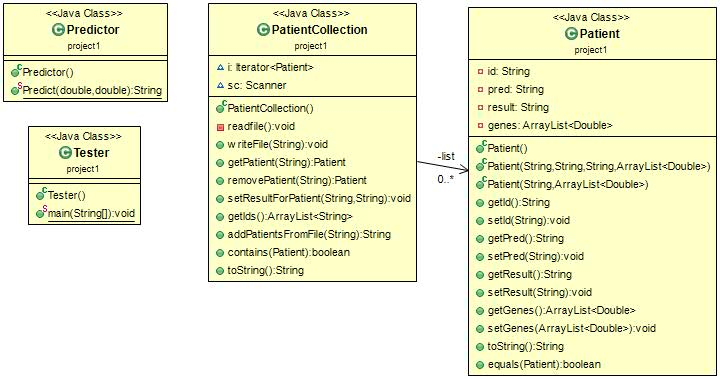 <<Java Class>>
Predictor
project1
Predictor()
Predict(double,double):String
<<Java Class>>
Tester
project1
Tester()
main(String[]):void
<<Java Class>>
PatientCollection
project1
i: Iterator<Patient>
sc: Scanner
PatientCollection()
readfile():void
writeFile(String):void
getPatient(String):Patient
removePatient(String):Patient
setResultForPatient(String,String):void
getIds():ArrayList<String>
addPatientsFromFile(String):String
contains(Patient):boolean
toString():String
-list
0..*
<<Java Class>>
Patient
project1
id: String
pred: String
result: String
genes: ArrayList<Double>
Patient()
Patient(String,String,String,ArrayList<Double>)
Patient(String,ArrayList<Double>)
getId():String
setId(String):void
getPred():String
setPred(String):void
getResult():String
setResult(String):void
getGenes():ArrayList<Double>
setGenes(ArrayList<Double>):void
toString():String
equals(Patient):boolean